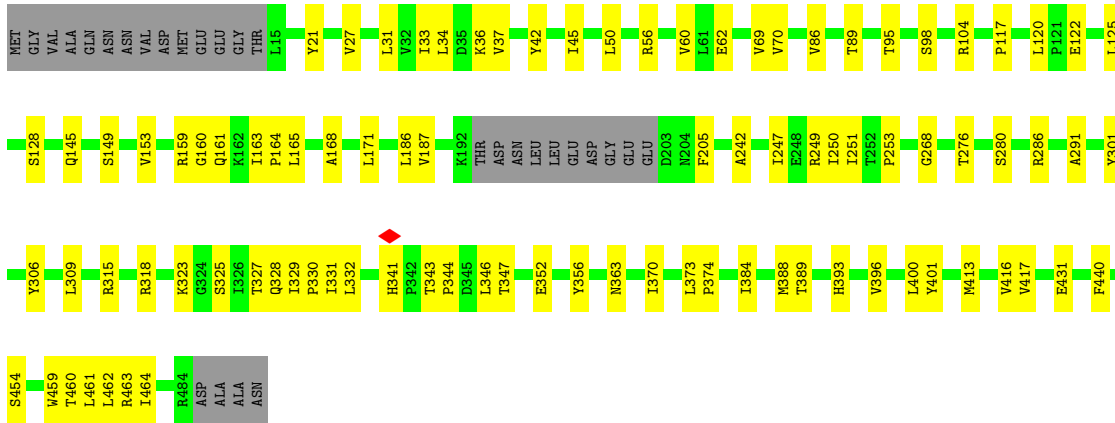 MET GLY VAL ALA GLN ASN ASN VAL ASP MET GLU GLU GLY THR L15 Y21 V27 L31 V32 I33 L34 D35 K36 V37 Y42 I45 L50 R56 V60 L61 E62 V69 V70 V86 T89 T95 S98 R104 P117 L120 P121 E122 L125
S128 Q145 S149 V153 R159 G160 Q161 K162 I163 P164 L165 A168 L171 L186 V187 K192 THR ASP ASN LEU LEU GLU ASP GLY GLU GLU D203 N204 F205 A242 I247 E248 R249 I250 I251 T252 P253 G268 T276 S280 R286 A291 Y301
Y306 L309 R315 R318 K323 G324 S325 I326 T327 Q328 I329 P330 I331 L332 H341 P342 T343 P344 D345 L346 T347 E352 Y356 N363 I370 L373 P374 I384 M388 T389 H393 V396 L400 Y401 M413 V416 V417 E431 F440
S454 W459 T460 L461 L462 R463 I464 R484 ASP ALA ALA ASN